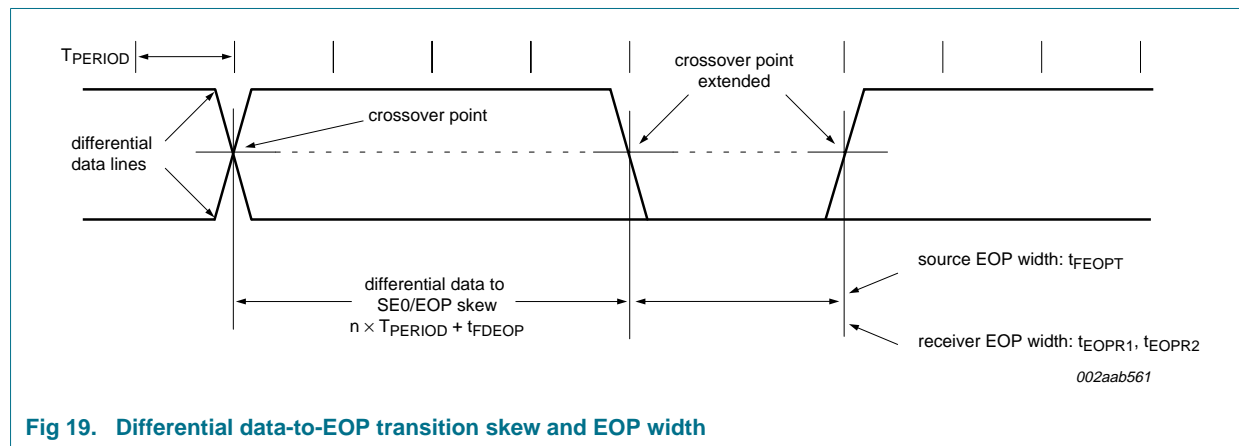 TPERIOD
crossover point
extended
crossover point
differential
data lines
differential data to
SE0/EOP skew
n × TPERIOD + tFDEOP
source EOP width: tFEOPT
receiver EOP width: tEOPR1, tEOPR2
002aab561
Fig 19. Differential data-to-EOP transition skew and EOP width